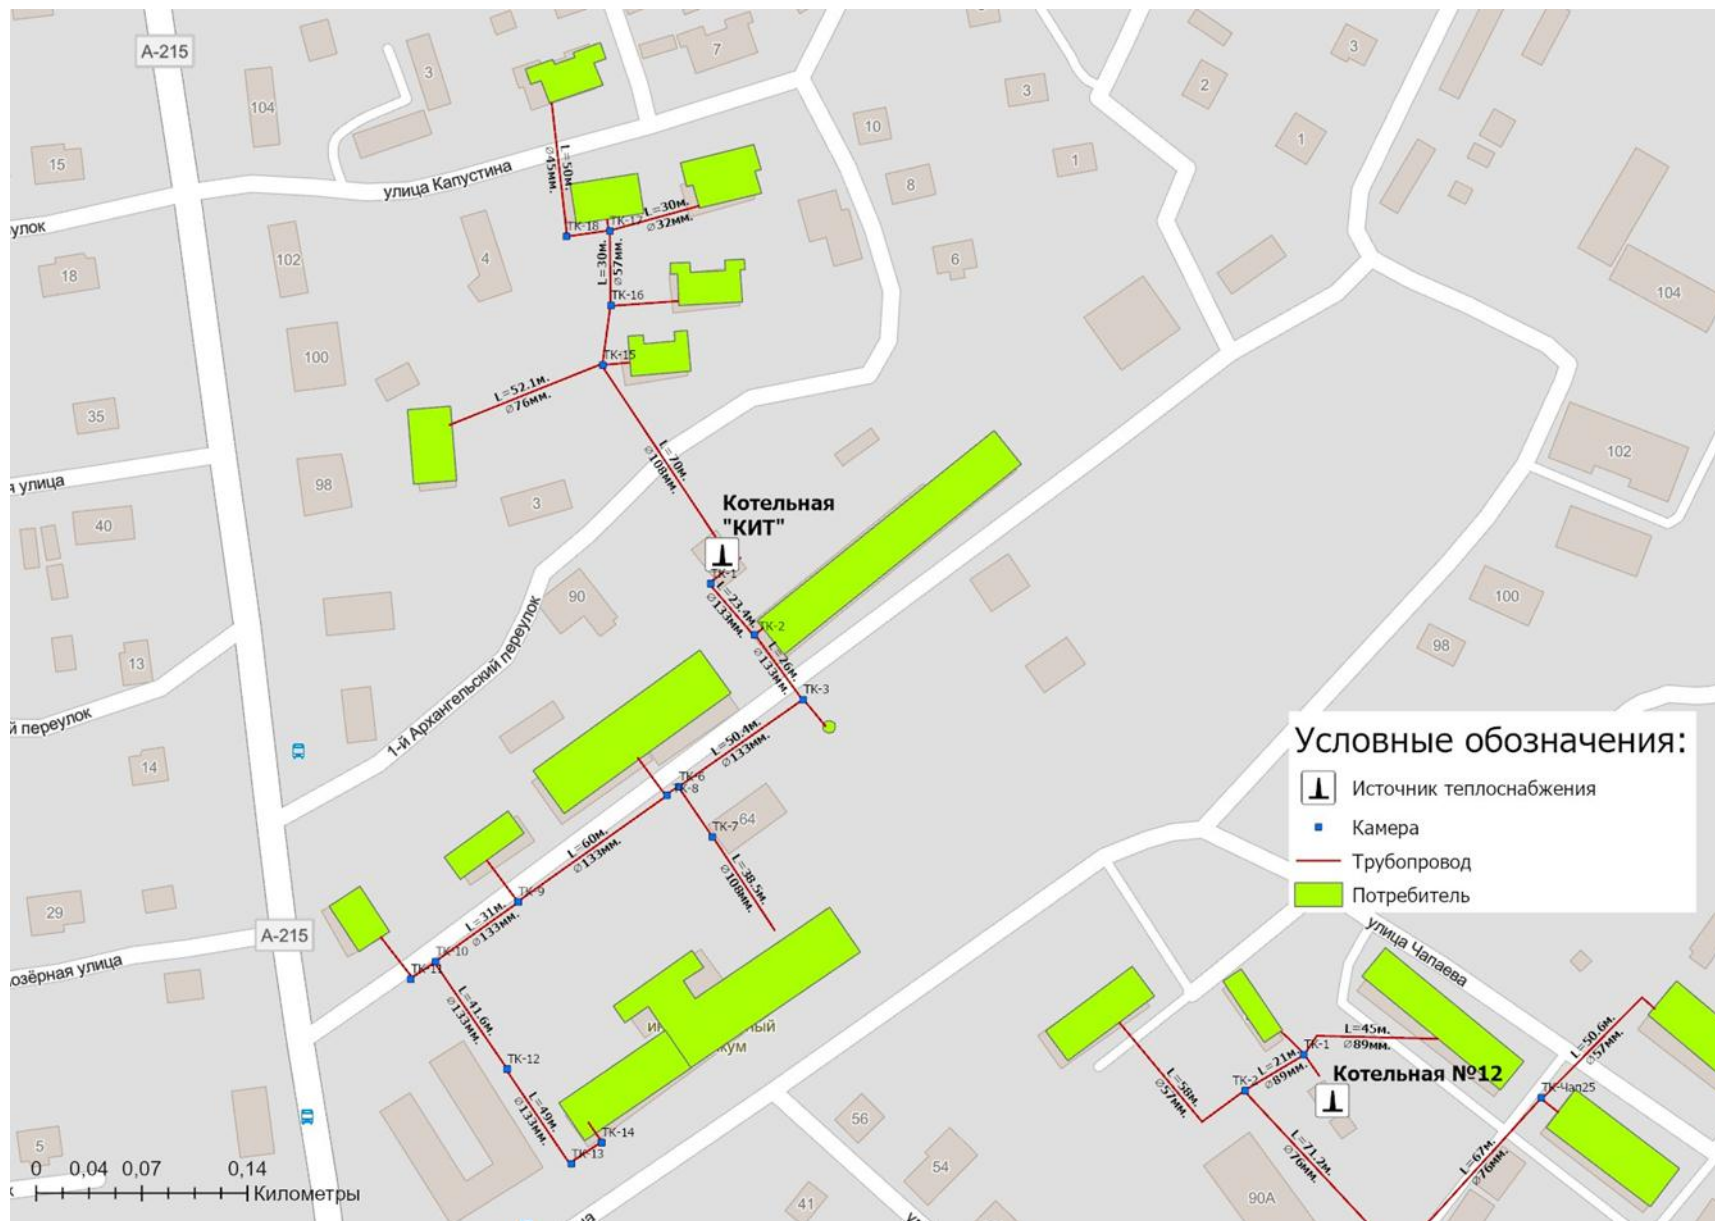 А-215
7
3
3
104
2
3
1
10
1
15
8
улица Капустина
L=50м.
⌀45мм.
L=30м.
⌀32мм.
ТК-18
улок
102
4
6
18
L=30м.
⌀57мм.
ТК-16
104
100
ТК-15
L=52.1м.
⌀76мм.
35
102
L=70м.
⌀108мм.
я улица
98
3
40
Котельная
"КИТ"
ТК-1
90
100
L=23.4м.
⌀133мм.
ТК-2
13
98
L=26м.
⌀133мм.
ТК-3
1-й Архангельский переулок
й переулок
14
L=50.4м.
⌀133мм.
ТК-6
ТК-8
64
ТК-7
L=60м.
⌀133мм.
L=38.5м.
⌀108мм.
Условные обозначения:
Источник теплоснабжения
Камера
Трубопровод
Потребитель
29
А-215
ТК-9
L=31м.
⌀133мм.
ТК-10
ТК-11
озёрная улица
улица Чапаева
L=41.6м.
⌀133мм.
ный
кум
L=45м.
⌀89мм.
ТК-1
L=21м.
⌀89мм.
ТК-2
Котельная №12
L=50.6м.
⌀57мм.
ТК-Чап25
L=58м.
⌀57мм.
ТК-12
L=49м.
⌀133мм.
ТК-14
ТК-13
56
54
5
L=71.2м.
⌀76мм.
L=67м.
⌀76мм.
90А
41
0 0,04 0,07 0,14
Километры